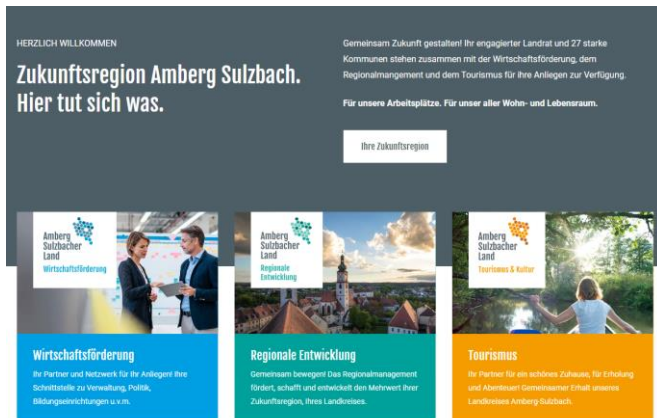 HERZLICH WILLKOMMEN
Zukunftsregion Amberg Sulzbach.
Hier tut sich was.
Gemeinsam Zukunft gestalten! Ihr engagierter Landrat und 27 starke
Kommunen stehen zusammen mit der Wirtschaftsförderung, dem
Regionalmangement und dem Tourismus für ihre Anliegen zur Verfügung.
Für unsere Arbeitsplätze. Für unser aller Wohn- und Lebensraum.
Ihre Zukunftsregion
Amberg
Sulzbacher
Land
Wirtschaftsförderung
Wirtschaftsförderung
Ihr Partner und Netzwerk für Ihr Anliegen! Ihre
Schnittstelle zu Verwaltung, Politik,
Bildungseinrichtungen u.v.m.
Amberg
Sulzbacher
Land
Regionale
Entwicklung
Regionale Entwicklung
Gemeinsam bewegen! Das Regionalmanagement
fördert, schafft und entwickelt den Mehrwert ihrer
Zukunftsregion, ihres Landkreises.
Amberg
Sulzbacher
Land
Tourismus & Kultur
Tourismus
Ihr Partner für ein schönes Zuhause, für Erholung
und Abenteuer! Gemeinsamer Erhalt unseres
Landkreises Amberg-Sulzbach.